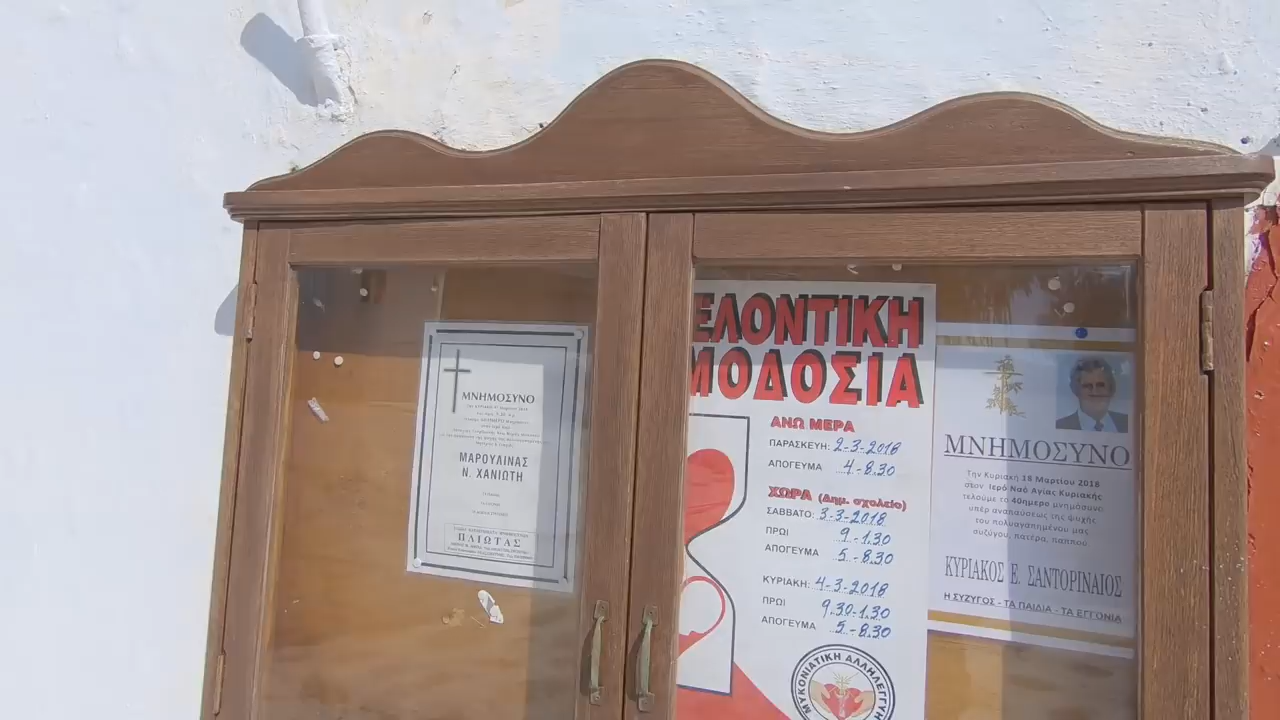 ΜΝΗΜΟΣΥΝΟ
ΜΑΡΟΥΛΙΝΑΣ
Ν. ΧΑΝΙΩΤΗ
ΠΛΙΩΤΑΣ
ΕΛΟΝΤΙΚΗ
ΜΟΔΟΣΙΑ
ΑΝΩ ΜΕΡΑ
ΠΑΡΑΣΚΕΥΗ: 2-3-2018
ΑΠΟΓΕΥΜΑ 4-8.30
ΧΩΡΑ (Δημ. σχολείο)
ΣΑΒΒΑΤΟ: 3-3-2018
ΠΡΩΙ 9-1.30
ΑΠΟΓΕΥΜΑ 5-8.30
ΚΥΡΙΑΚΗ: 4-3-2018
ΠΡΩΙ 9.30-1.30
ΑΠΟΓΕΥΜΑ 5-8.30
ΜΥΚΟΝΙΑΤΙΚΗ ΑΛΛΗΛΕΓΓΥΗ
ΜΝΗΜΟΣΥΝΟ
Την Κυριακή 18 Μαρτίου 2018
στον Ιερό Ναό Αγίας Κυριακής
τελούμε το 40ημερο μνημόσυνο
υπέρ αναπαύσεως της ψυχής
του πολυαγαπημένου μας
συζύγου, πατέρα, παππού
ΚΥΡΙΑΚΟΣ Ε. ΣΑΝΤΟΡΙΝΑΙΟΣ
Η ΣΥΖΥΓΟΣ - ΤΑ ΠΑΙΔΙΑ - ΤΑ ΕΓΓΟΝΙΑ